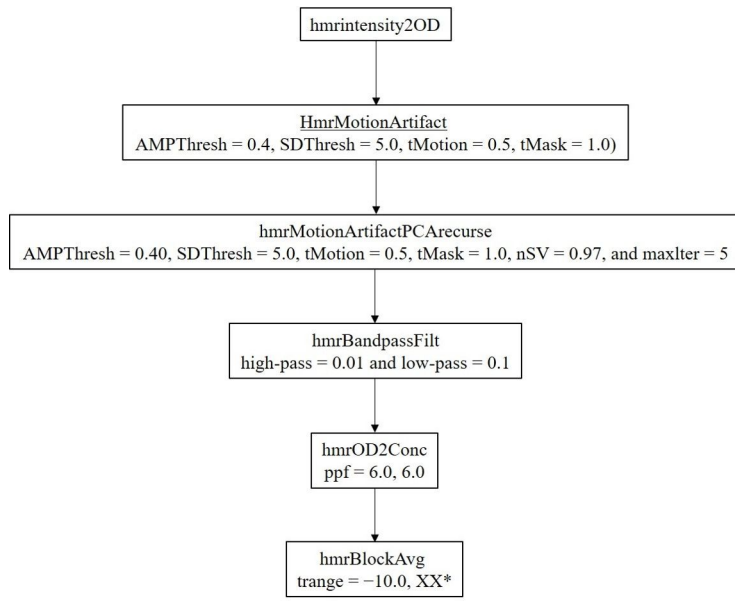 hmrintensity2OD
HmrMotionArtifact
AMPThresh = 0.4, SDThresh = 5.0, tMotion = 0.5, tMask = 1.0)
hmrMotionArtifactPCArecurse
AMPThresh = 0.40, SDThresh = 5.0, tMotion = 0.5, tMask = 1.0, nSV = 0.97, and maxlter = 5
hmrBandpassFilt
high-pass = 0.01 and low-pass = 0.1
hmrOD2Conc
ppf = 6.0, 6.0
hmrBlockAvg
trange = −10.0, XX*